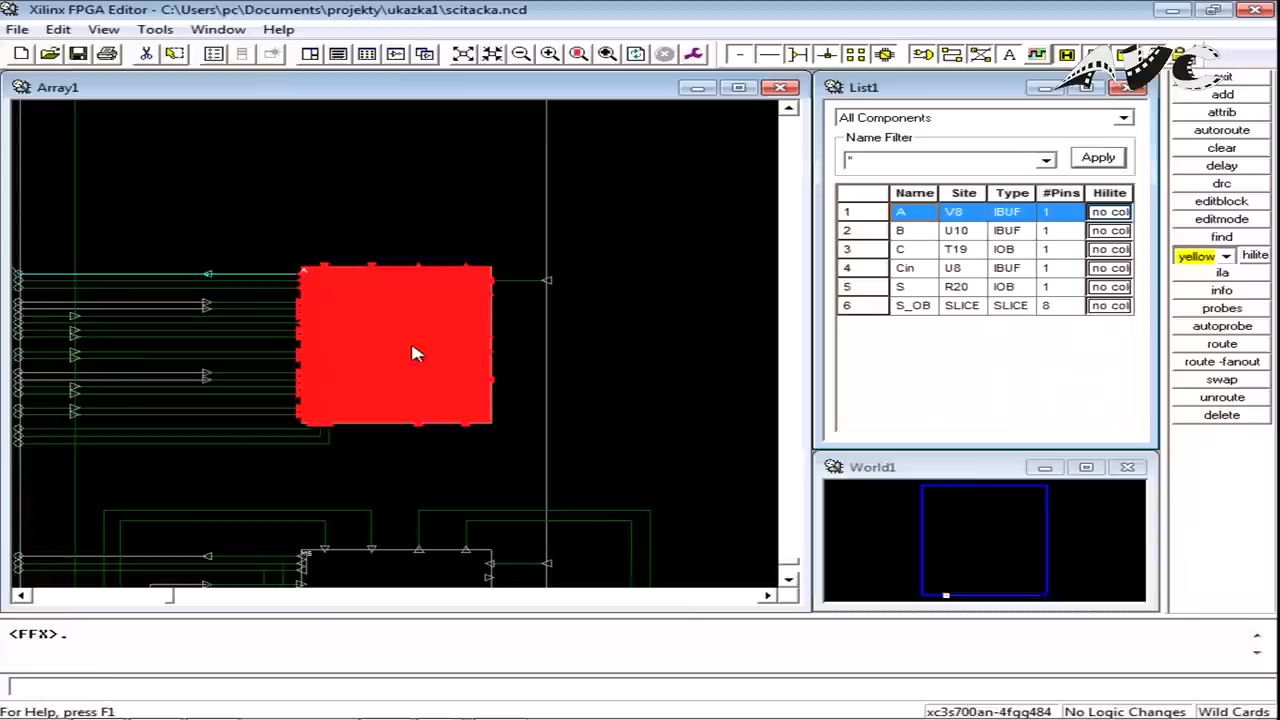 Xilinx FPGA Editor - C:\Users\pc\Documents\projekty\ukazka1\scitacka.ncd
File Edit View Tools Window Help
A
ADC
Array1
List1
exit
add
attrib
autoroute
clear
delay
drc
editblock
editmode
find
yellow hilite
ila
info
probes
autoprobe
route
route -fanout
swap
unroute
delete
All Components
Name Filter
* Apply
Name Site Type #Pins Hilite
1 A V8 IBUF 1 no col
2 B U10 IBUF 1 no col
3 C T19 IOB 1 no col
4 Cin U8 IBUF 1 no col
5 S R20 IOB 1 no col
6 S_OB SLICE SLICE 8 no col
World1
<FFX>.
For Help, press F1
xc3s700an-4fgg484 No Logic Changes Wild Cards